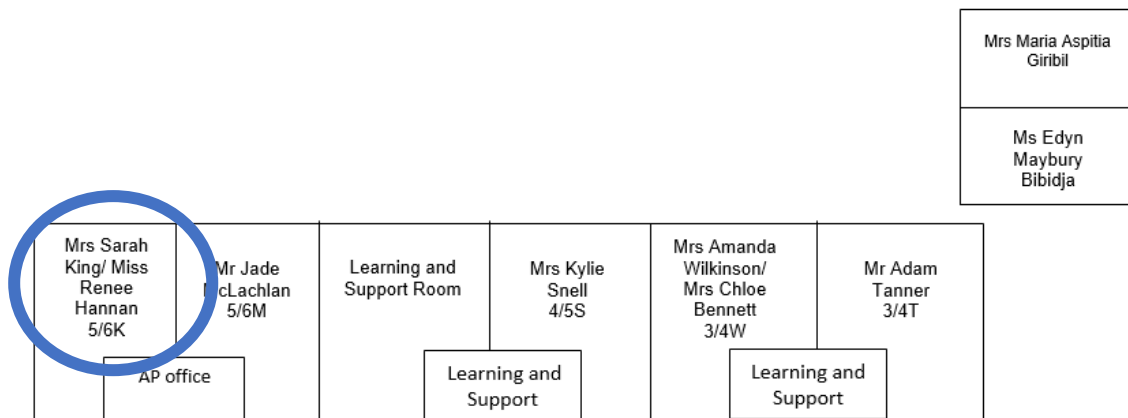 Mrs Maria Aspitia
Giribil
Ms Edyn
Maybury
Bibidja
Mrs Sarah
King/ Miss
Renee
Hannan
5/6K
Mr Jade
McLachlan
5/6M
Learning and
Support Room
Mrs Kylie
Snell
4/5S
Mrs Amanda
Wilkinson/
Mrs Chloe
Bennett
3/4W
Mr Adam
Tanner
3/4T
AP office
Learning and
Support
Learning and
Support